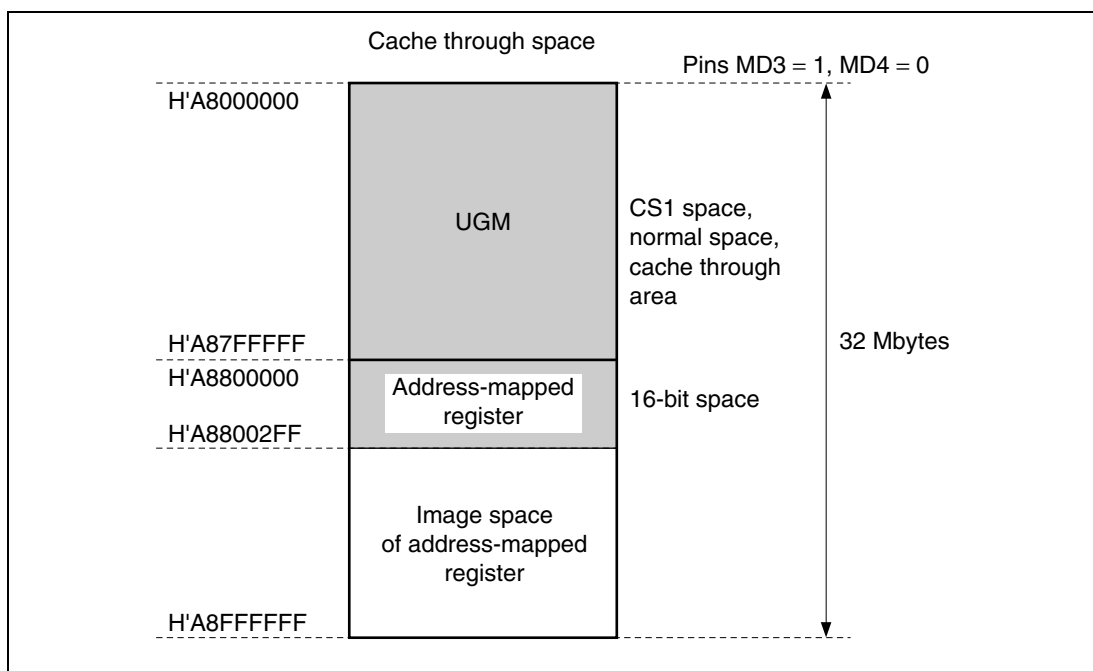 Cache through space
Pins MD3 = 1, MD4 = 0
H'A8000000
UGM
CS1 space,
normal space,
cache through
area
H'A87FFFFF
32 Mbytes
H'A8800000
Address-mapped
register
16-bit space
H'A88002FF
Image space
of address-mapped
register
H'A8FFFFFF